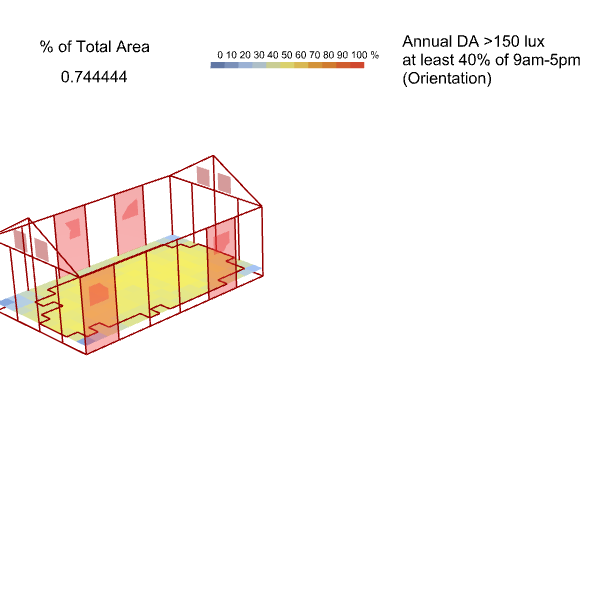 % of Total Area
0.744444
0 10 20 30 40 50 60 70 80 90 100 %
Annual DA >150 lux
at least 40% of 9am-5pm
(Orientation)